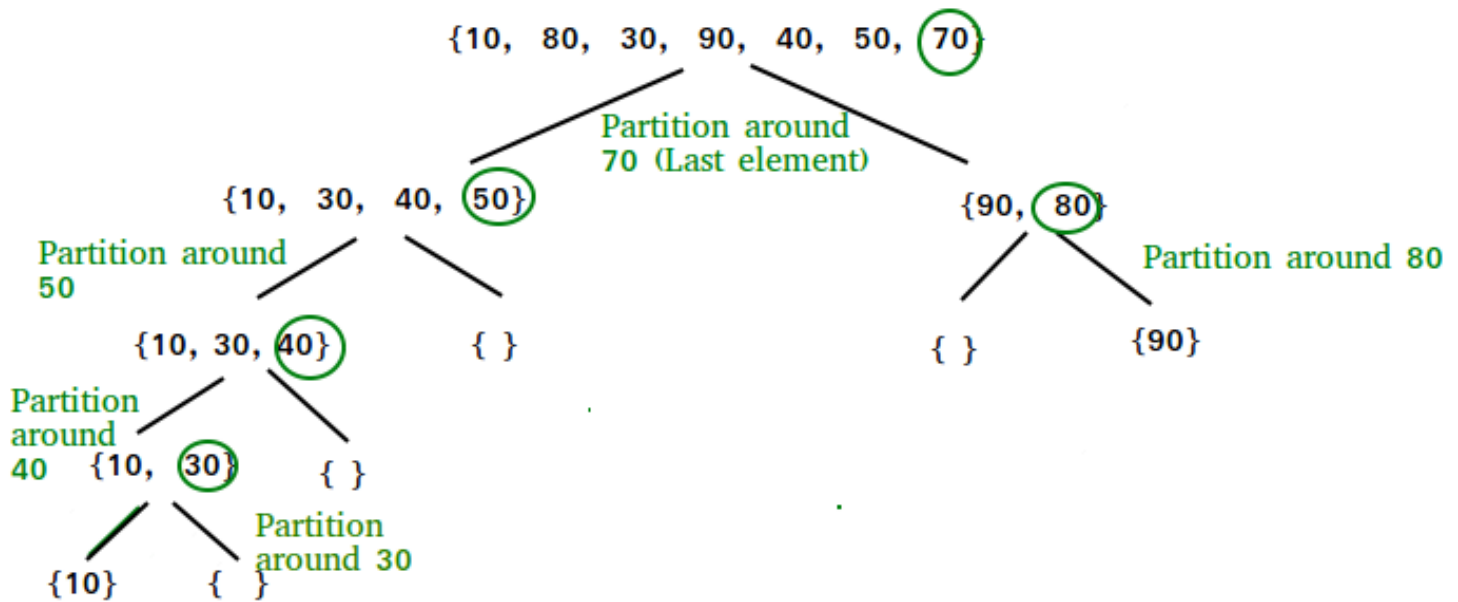 {10, 80, 30, 90, 40, 50, 70}
Partition around
70 (Last element)
{10, 30, 40, 50}
{90, 80}
Partition around
50
Partition around 80
{10, 30, 40}
{ }
{ }
{90}
Partition
around
40
{10, 30}
{ }
Partition
around 30
{10}
{ }